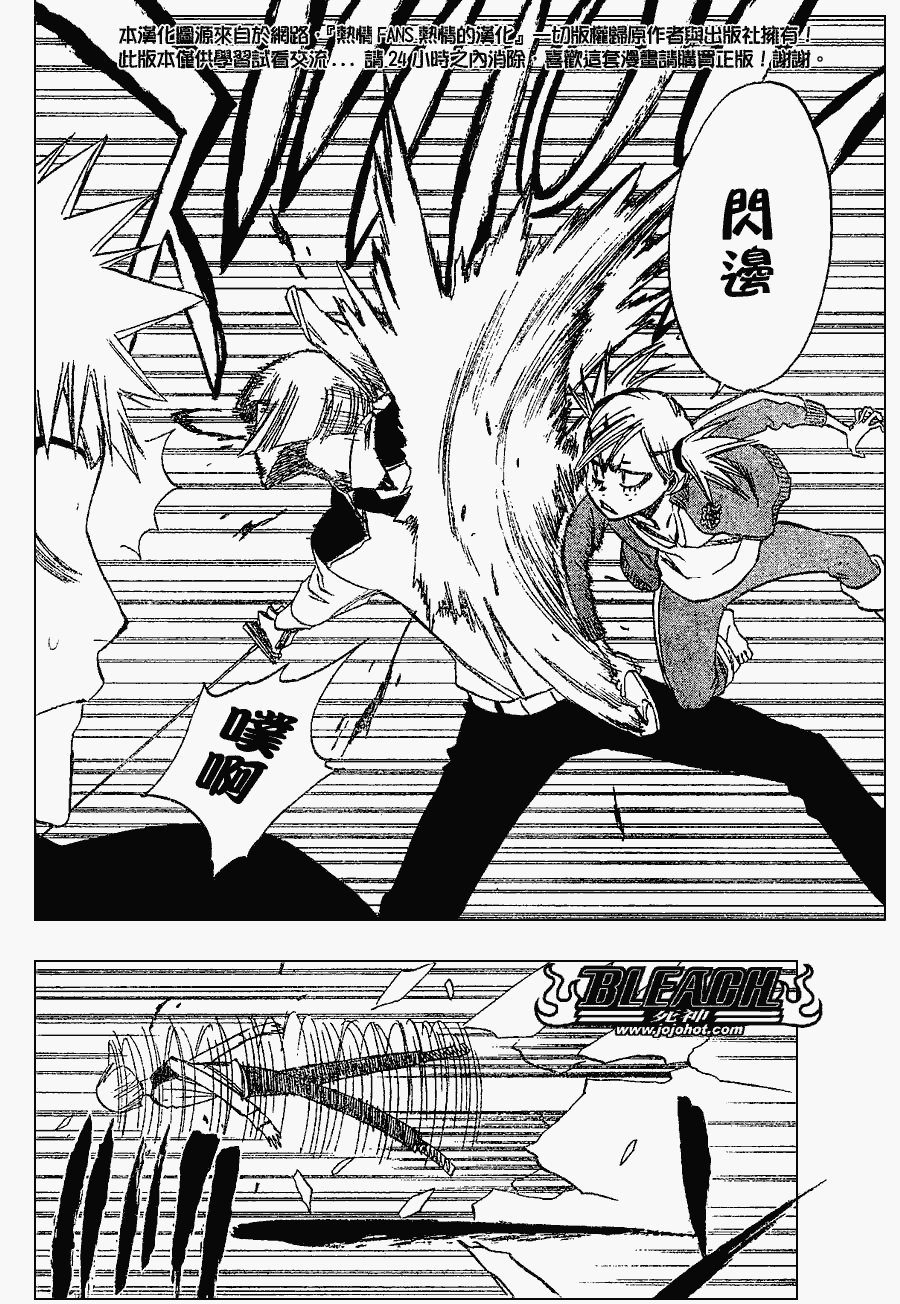 本漢化圖源來自於網路,『熱情FANS.熱情的漢化』一切版權歸原作者與出版社擁有!
此版本僅供學習試看交流... 請24小時之內消除,喜歡這套漫畫請購買正版!謝謝。
閃邊
噗啊
BLEACH
死神
www.jojohot.com